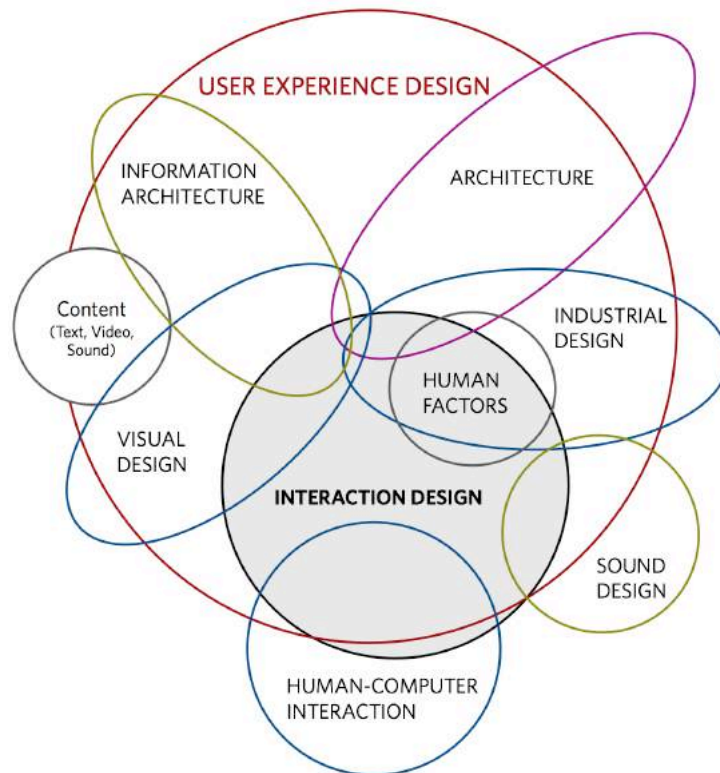 USER EXPERIENCE DESIGN
INFORMATION
ARCHITECTURE
ARCHITECTURE
Content
(Text, Video,
Sound)
INDUSTRIAL
DESIGN
HUMAN
FACTORS
VISUAL
DESIGN
INTERACTION DESIGN
SOUND
DESIGN
HUMAN-COMPUTER
INTERACTION